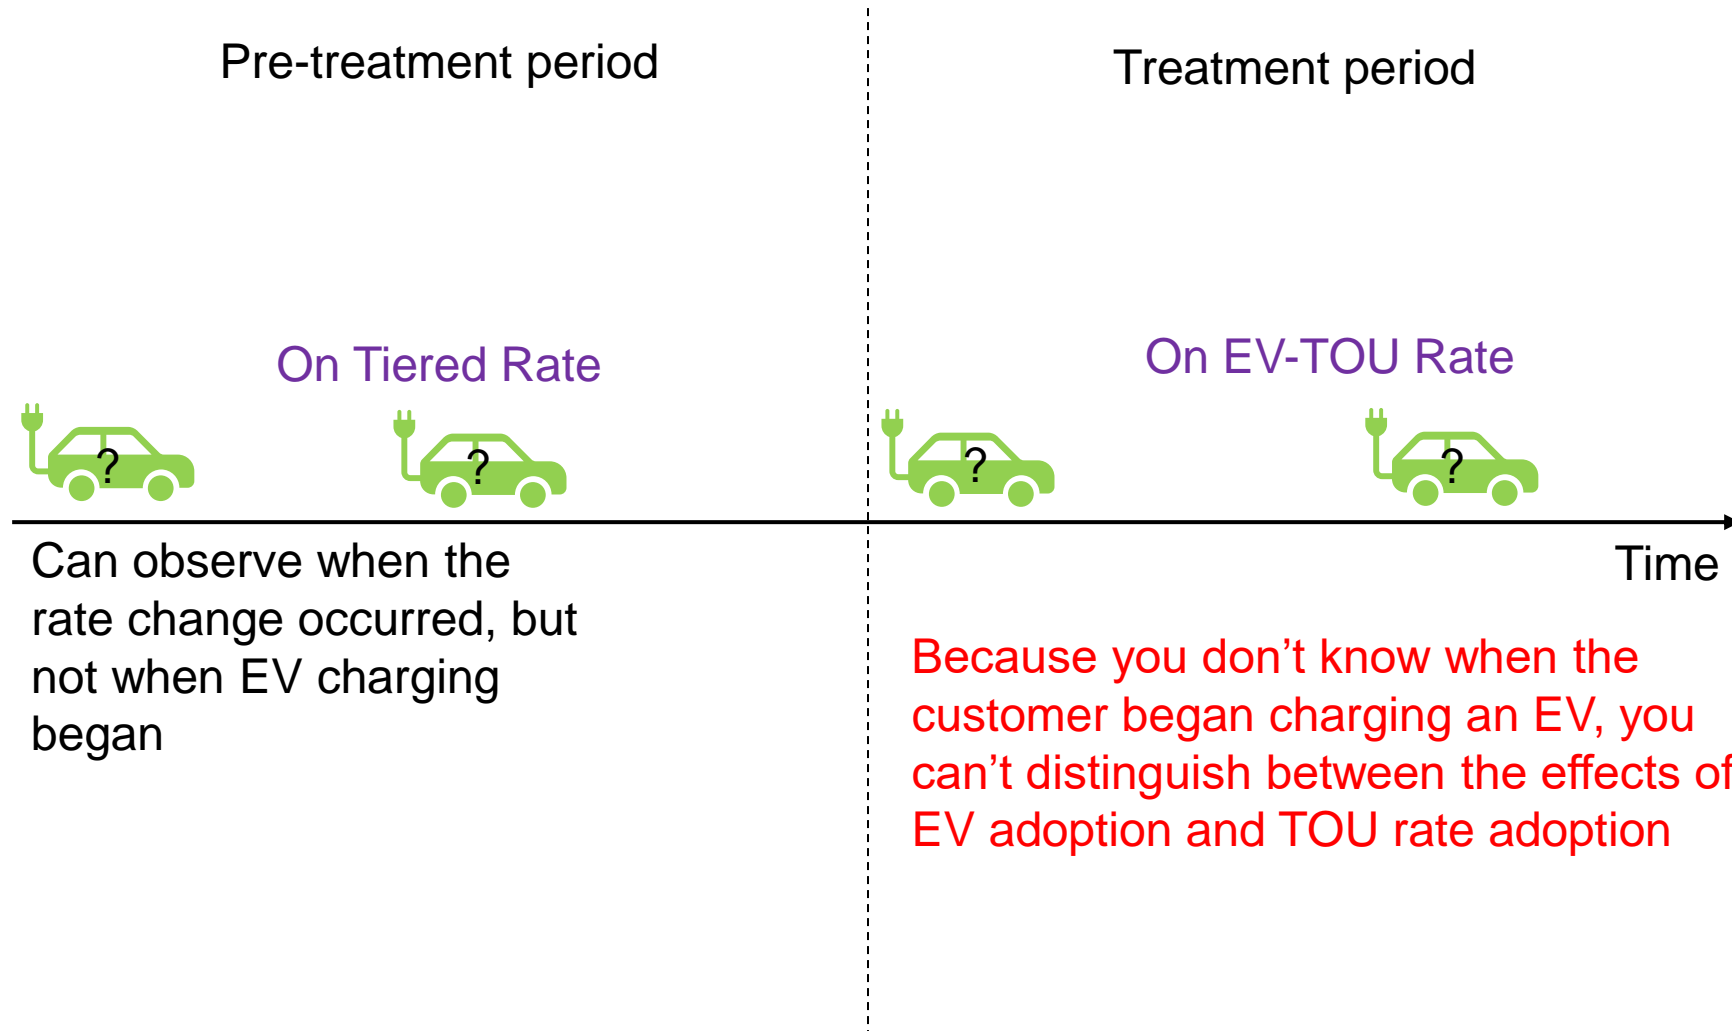 Pre-treatment period
Treatment period
On Tiered Rate
On EV-TOU Rate
?
?
?
?
Time
Can observe when the
rate change occurred, but
not when EV charging
began
Because you don’t know when the
customer began charging an EV, you
can’t distinguish between the effects of
EV adoption and TOU rate adoption